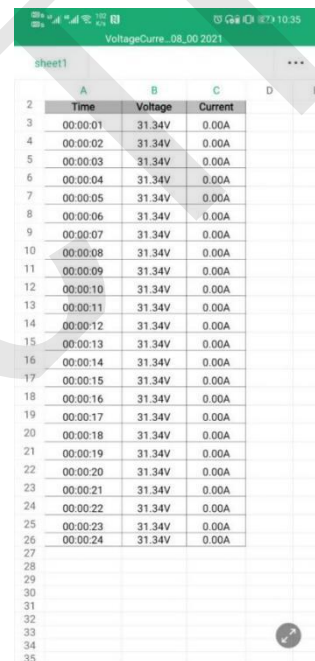 10:35
VoltageCurre...08_00 2021
sheet1
A B C D
2 Time Voltage Current
3 00:00:01 31.34V 0.00A
4 00:00:02 31.34V 0.00A
5 00:00:03 31.34V 0.00A
6 00:00:04 31.34V 0.00A
7 00:00:05 31.34V 0.00A
8 00:00:06 31.34V 0.00A
9 00:00:07 31.34V 0.00A
10 00:00:08 31.34V 0.00A
11 00:00:09 31.34V 0.00A
12 00:00:10 31.34V 0.00A
13 00:00:11 31.34V 0.00A
14 00:00:12 31.34V 0.00A
15 00:00:13 31.34V 0.00A
16 00:00:14 31.34V 0.00A
17 00:00:15 31.34V 0.00A
18 00:00:16 31.34V 0.00A
19 00:00:17 31.34V 0.00A
20 00:00:18 31.34V 0.00A
21 00:00:19 31.34V 0.00A
22 00:00:20 31.34V 0.00A
23 00:00:21 31.34V 0.00A
24 00:00:22 31.34V 0.00A
25 00:00:23 31.34V 0.00A
26 00:00:24 31.34V 0.00A
27
28
29
30
31
32
33
34
35